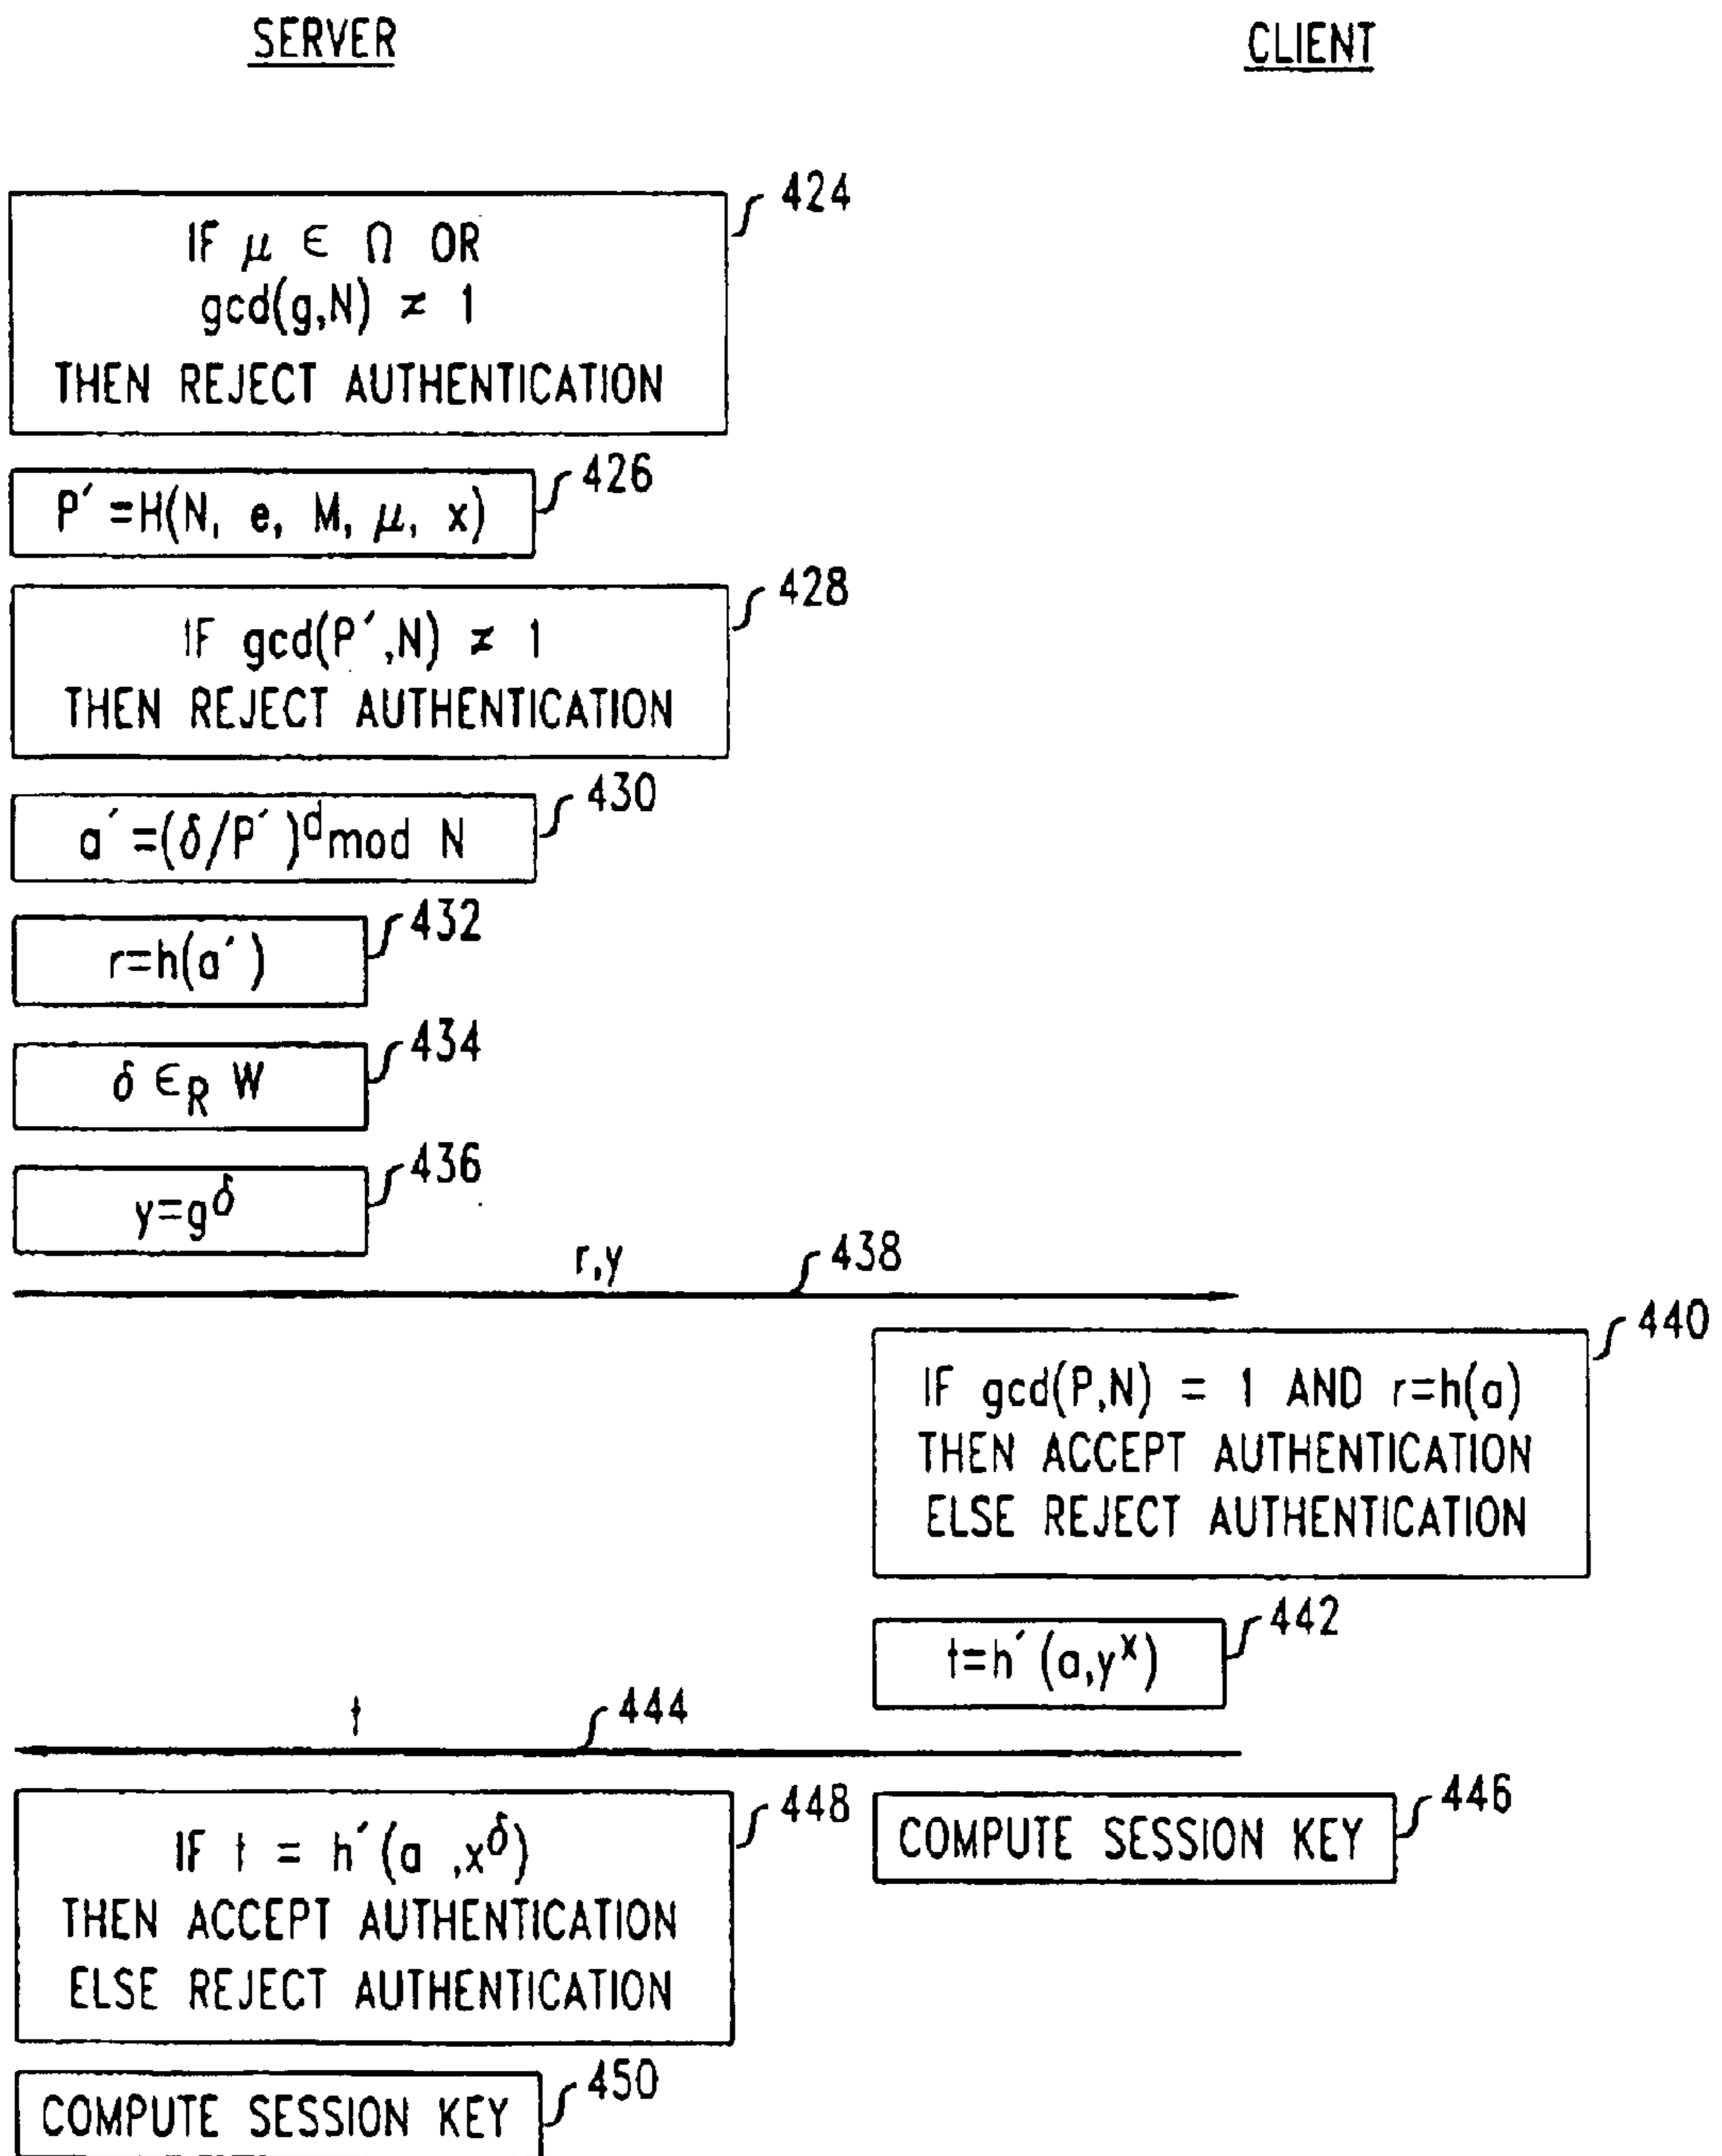 SERVER
CLIENT
424
IF μ ∈ Ω OR
gcd(g,N) ≠ 1
THEN REJECT AUTHENTICATION
426
P′ =H(N, e, M, μ, x)
428
IF gcd(P′,N) ≠ 1
THEN REJECT AUTHENTICATION
430
a′ =(δ/P′)^d mod N
432
r=h(a′ )
434
δ ∈_R W
436
y=g^δ
r,y
438
440
IF gcd(P,N) = 1 AND r=h(a)
THEN ACCEPT AUTHENTICATION
ELSE REJECT AUTHENTICATION
442
t=h′ (a,y^x)
t
444
448
IF t = h′(a ,x^δ)
THEN ACCEPT AUTHENTICATION
ELSE REJECT AUTHENTICATION
446
COMPUTE SESSION KEY
450
COMPUTE SESSION KEY